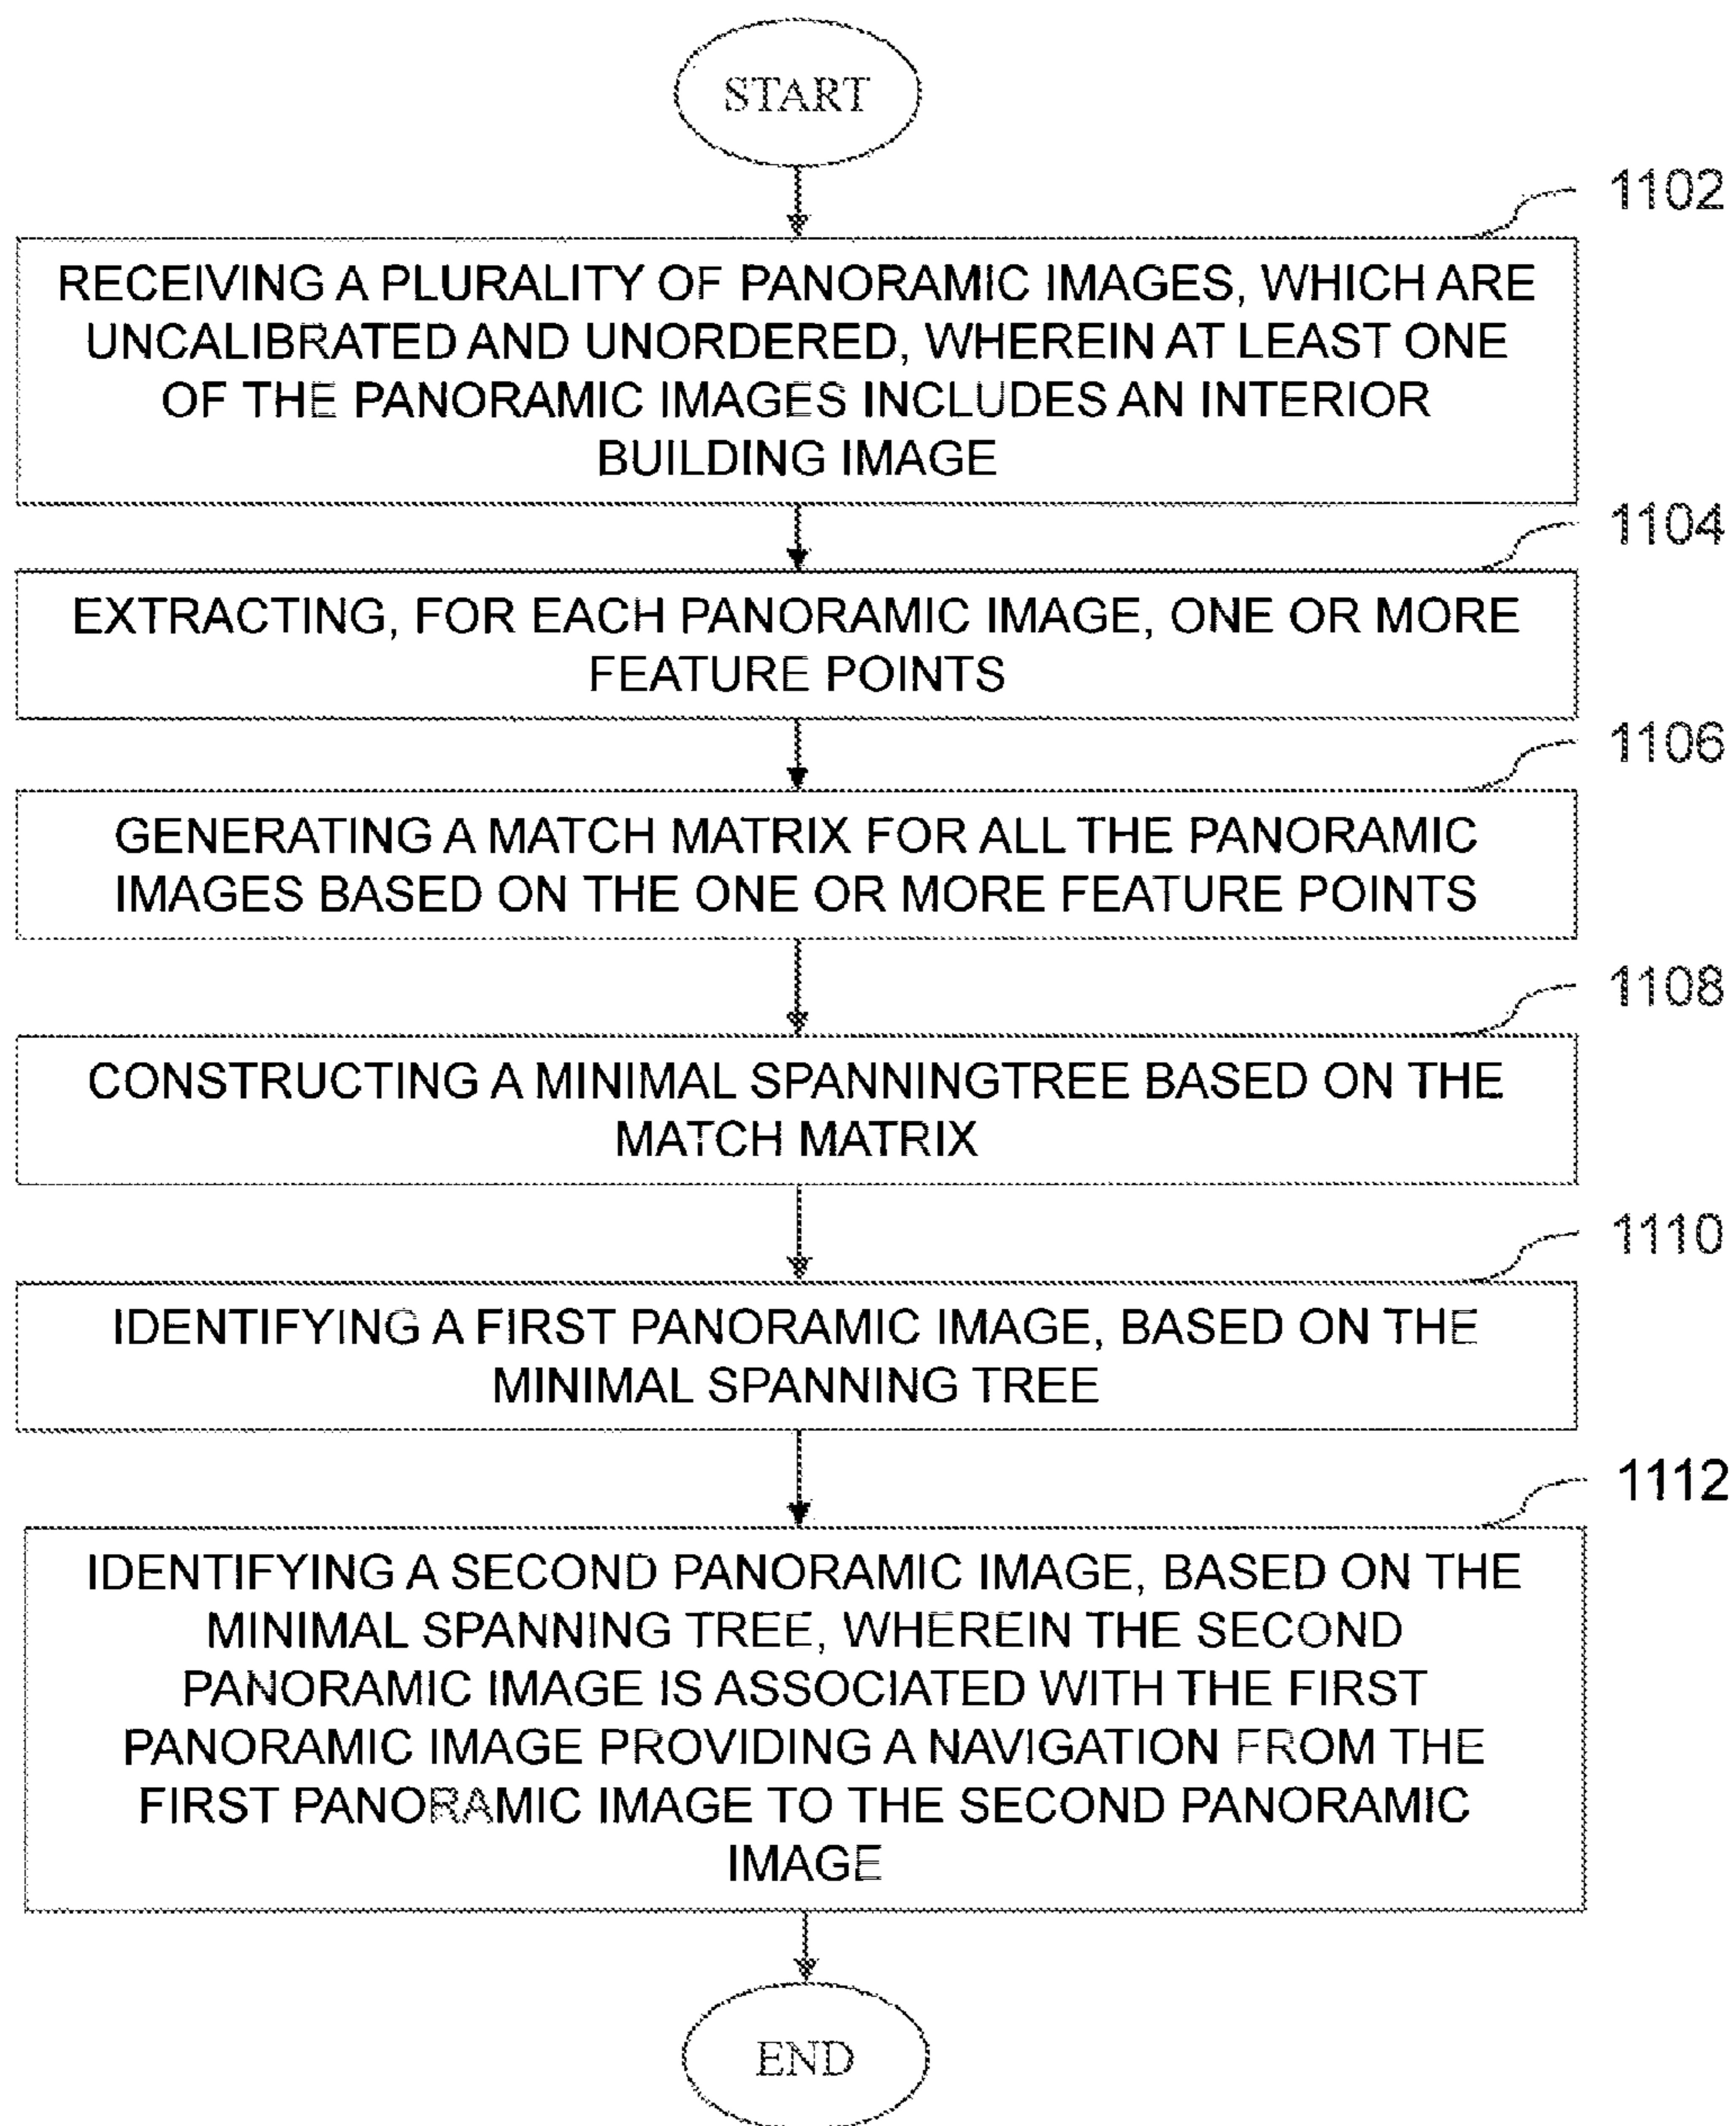 START
1102
RECEIVING A PLURALITY OF PANORAMIC IMAGES, WHICH ARE
UNCALIBRATED AND UNORDERED, WHEREIN AT LEAST ONE
OF THE PANORAMIC IMAGES INCLUDES AN INTERIOR
BUILDING IMAGE
1104
EXTRACTING, FOR EACH PANORAMIC IMAGE, ONE OR MORE
FEATURE POINTS
1106
GENERATING A MATCH MATRIX FOR ALL THE PANORAMIC
IMAGES BASED ON THE ONE OR MORE FEATURE POINTS
1108
CONSTRUCTING A MINIMAL SPANNINGTREE BASED ON THE
MATCH MATRIX
1110
IDENTIFYING A FIRST PANORAMIC IMAGE, BASED ON THE
MINIMAL SPANNING TREE
1112
IDENTIFYING A SECOND PANORAMIC IMAGE, BASED ON THE
MINIMAL SPANNING TREE, WHEREIN THE SECOND
PANORAMIC IMAGE IS ASSOCIATED WITH THE FIRST
PANORAMIC IMAGE PROVIDING A NAVIGATION FROM THE
FIRST PANORAMIC IMAGE TO THE SECOND PANORAMIC
IMAGE
END